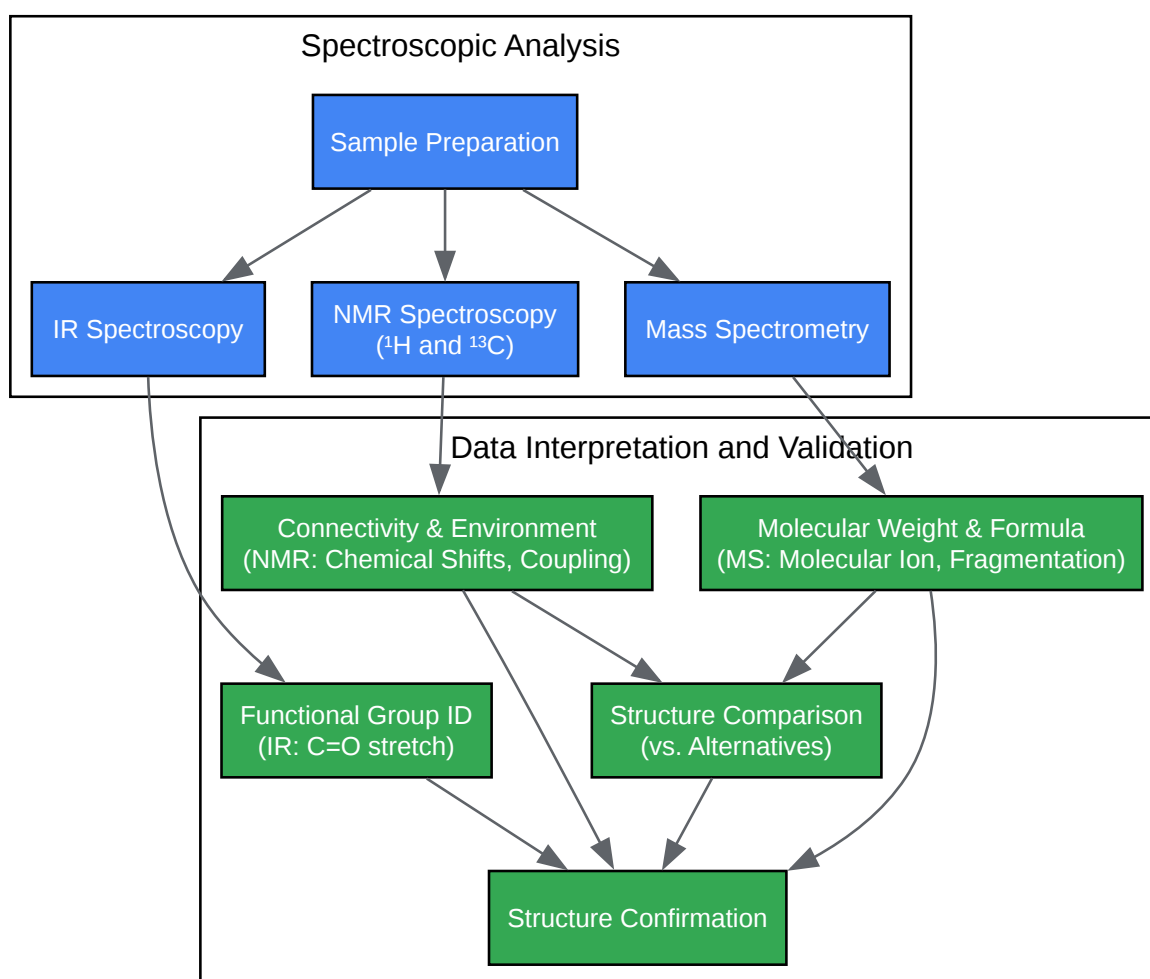 Spectroscopic Analysis
Sample Preparation
IR Spectroscopy
NMR Spectroscopy
(¹H and ¹³C)
Mass Spectrometry
Data Interpretation and Validation
Connectivity & Environment
(NMR: Chemical Shifts, Coupling)
Molecular Weight & Formula
(MS: Molecular Ion, Fragmentation)
Functional Group ID
(IR: C=O stretch)
Structure Comparison
(vs. Alternatives)
Structure Confirmation